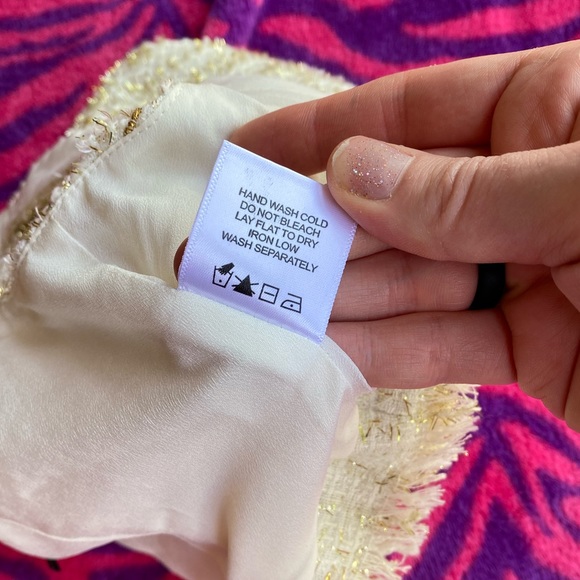 HAND WASH COLD
DO NOT BLEACH
LAY FLAT TO DRY
IRON LOW
WASH SEPARATELY